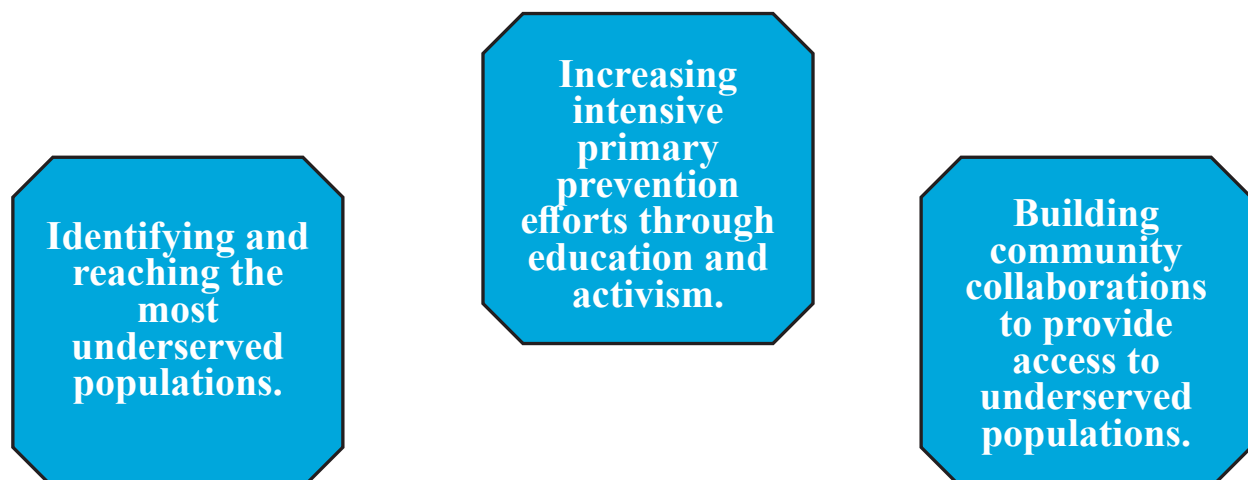 Identifying and
reaching the
most
underserved
populations.
Increasing
intensive
primary
prevention
efforts through
education and
activism.
Building
community
collaborations
to provide
access to
underserved
populations.